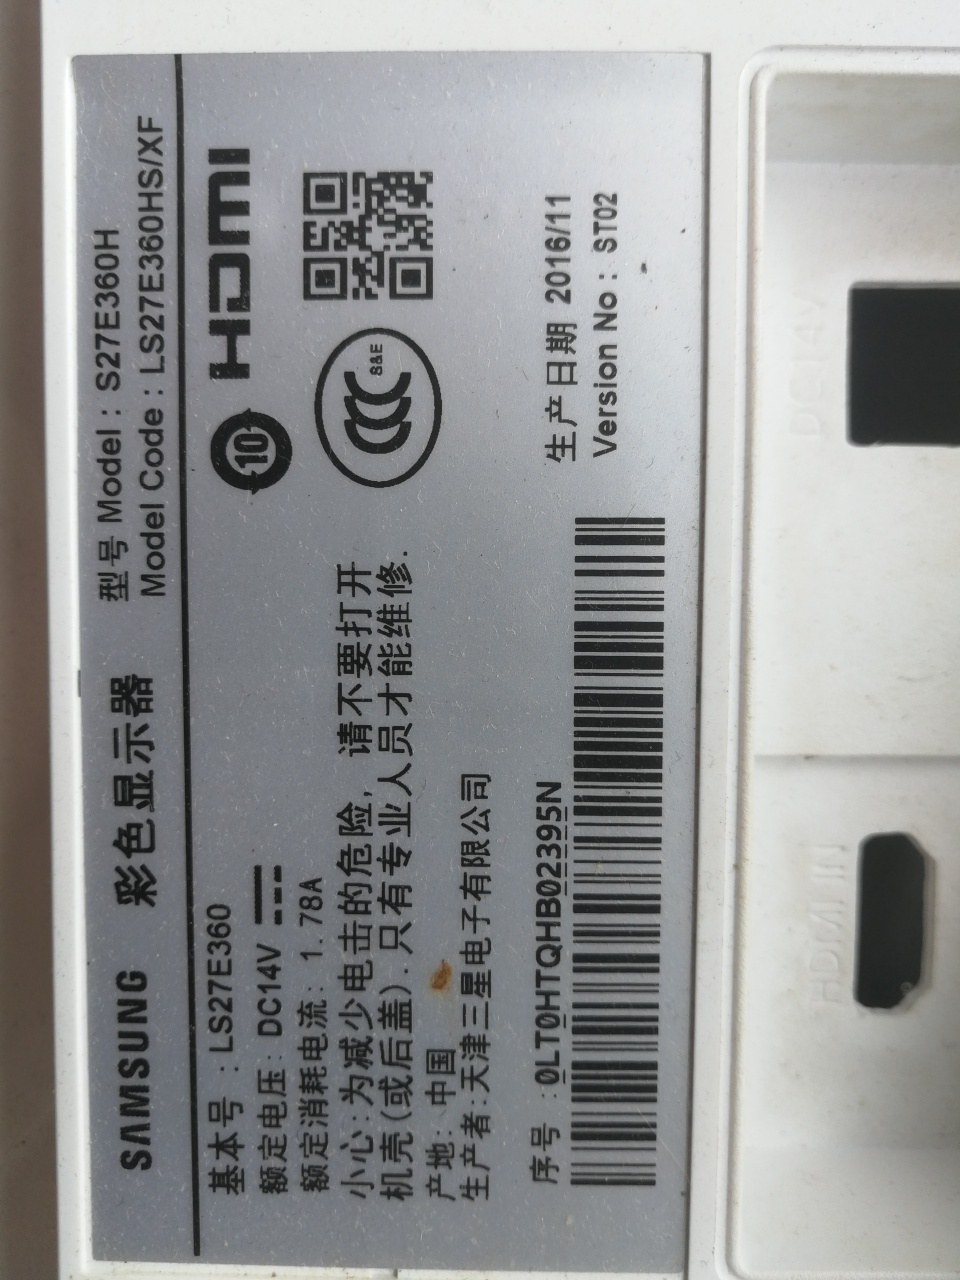 SAMSUNG 彩色显示器
型号 Model : S27E360H
Model Code : LS27E360HS/XF
基本号 : LS27E360
额定电压: DC14V
额定消耗电流: 1.78A
HDMI
10
S&E
小心:为减少电击的危险, 请不要打开
机壳(或后盖).只有专业人员才能维修.
产地: 中国
生产者:天津三星电子有限公司
生产日期 2016/11
Version No : ST02
序号 :0LT0HTQHB02395N
DC 14V
HDMI IN